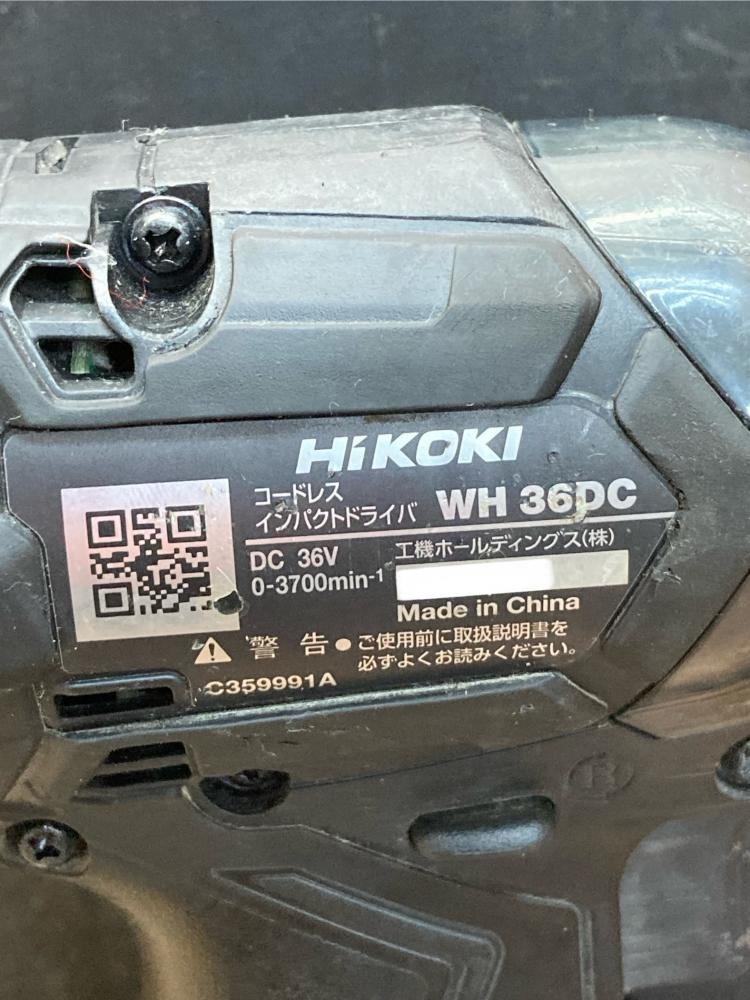 HiKOKI
コードレス
インパクトドライバ WH 36DC
DC 36V 工機ホールディングス(株)
0-3700min⁻¹
Made in China
⚠ 警 告 ● ご使用前に取扱説明書を
必ずよくお読みください。
C359991A
R